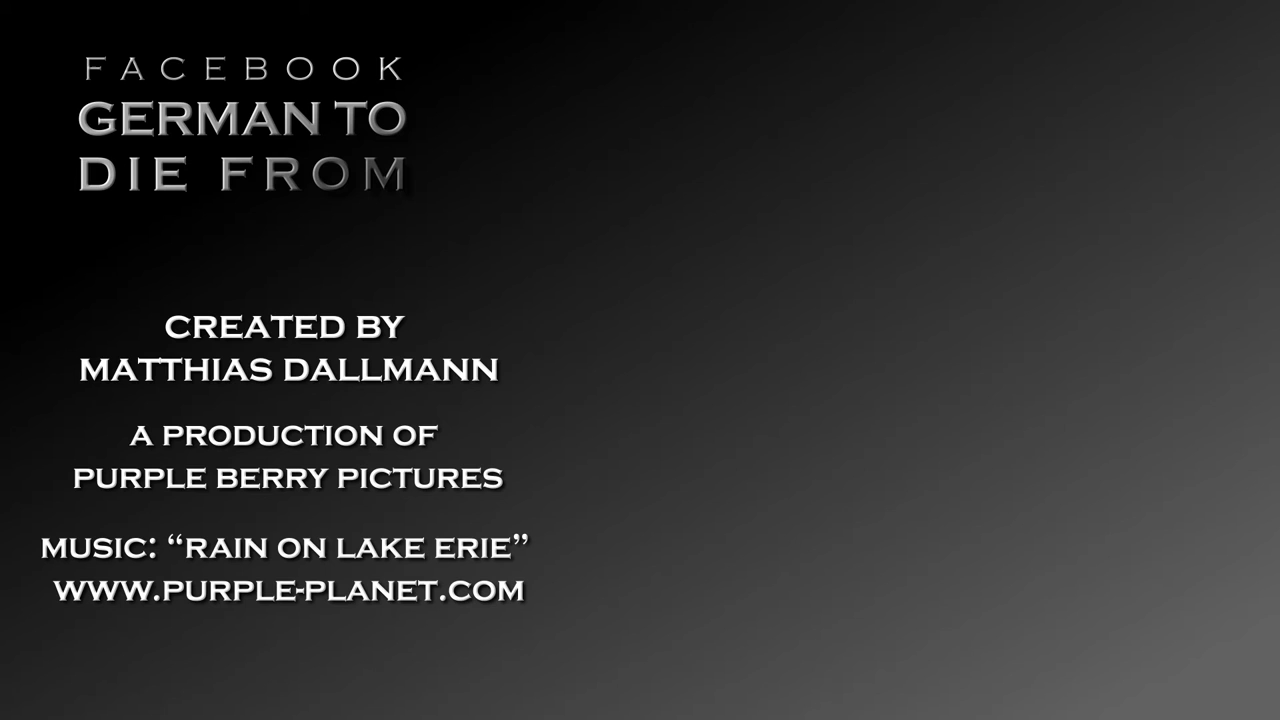 FACEBOOK
GERMAN TO
DIE FROM
CREATED BY
MATTHIAS DALLMANN
A PRODUCTION OF
PURPLE BERRY PICTURES
MUSIC: “RAIN ON LAKE ERIE”
WWW.PURPLE-PLANET.COM